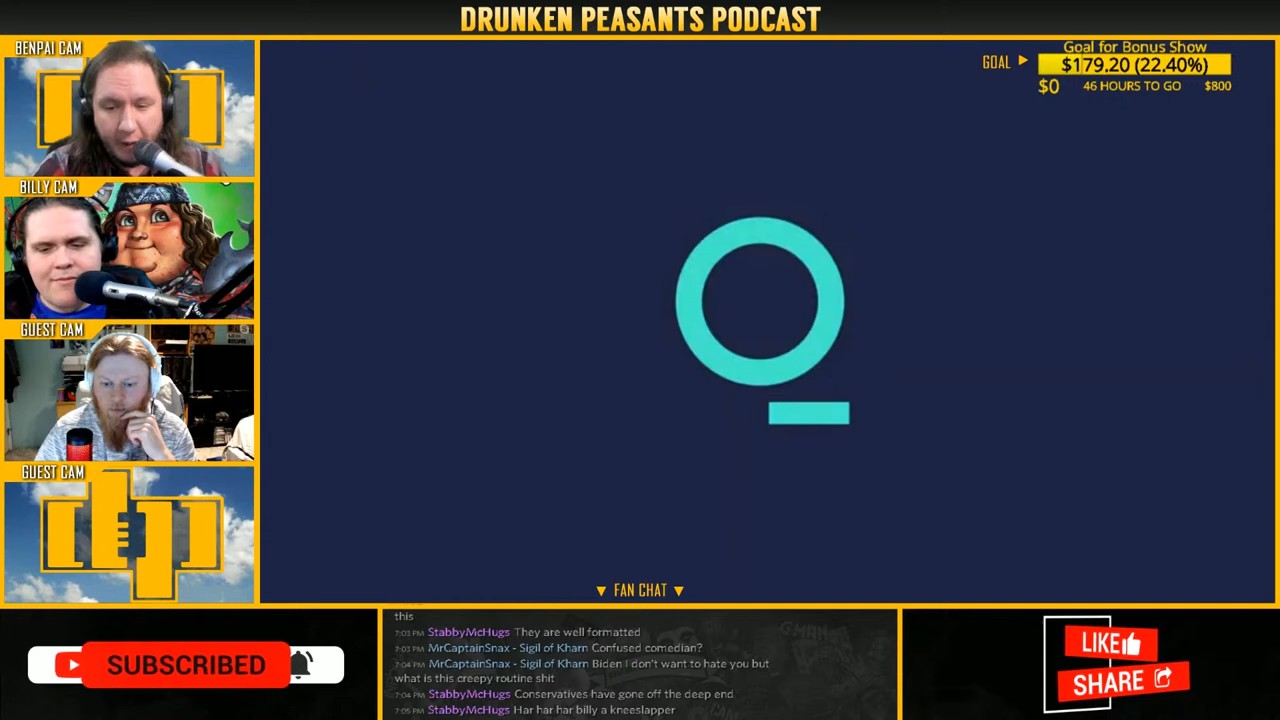 DRUNKEN PEASANTS PODCAST
BENPAI CAM
BILLY CAM
GUEST CAM
GUEST CAM
Goal for Bonus Show
GOAL
$179.20 (22.40%)
$0 46 HOURS TO GO $800
▼ FAN CHAT ▼
this
7:03 PM StabbyMcHugs They are well formatted
7:03 PM MrCaptainSnax - Sigil of Kharn Confused comedian?
7:04 PM MrCaptainSnax - Sigil of Kharn Biden I don't want to hate you but
what is this creepy routine shit
7:04 PM StabbyMcHugs Conservatives have gone off the deep end
7:05 PM StabbyMcHugs Har har har billy a kneeslapper
SUBSCRIBED
LIKE
SHARE